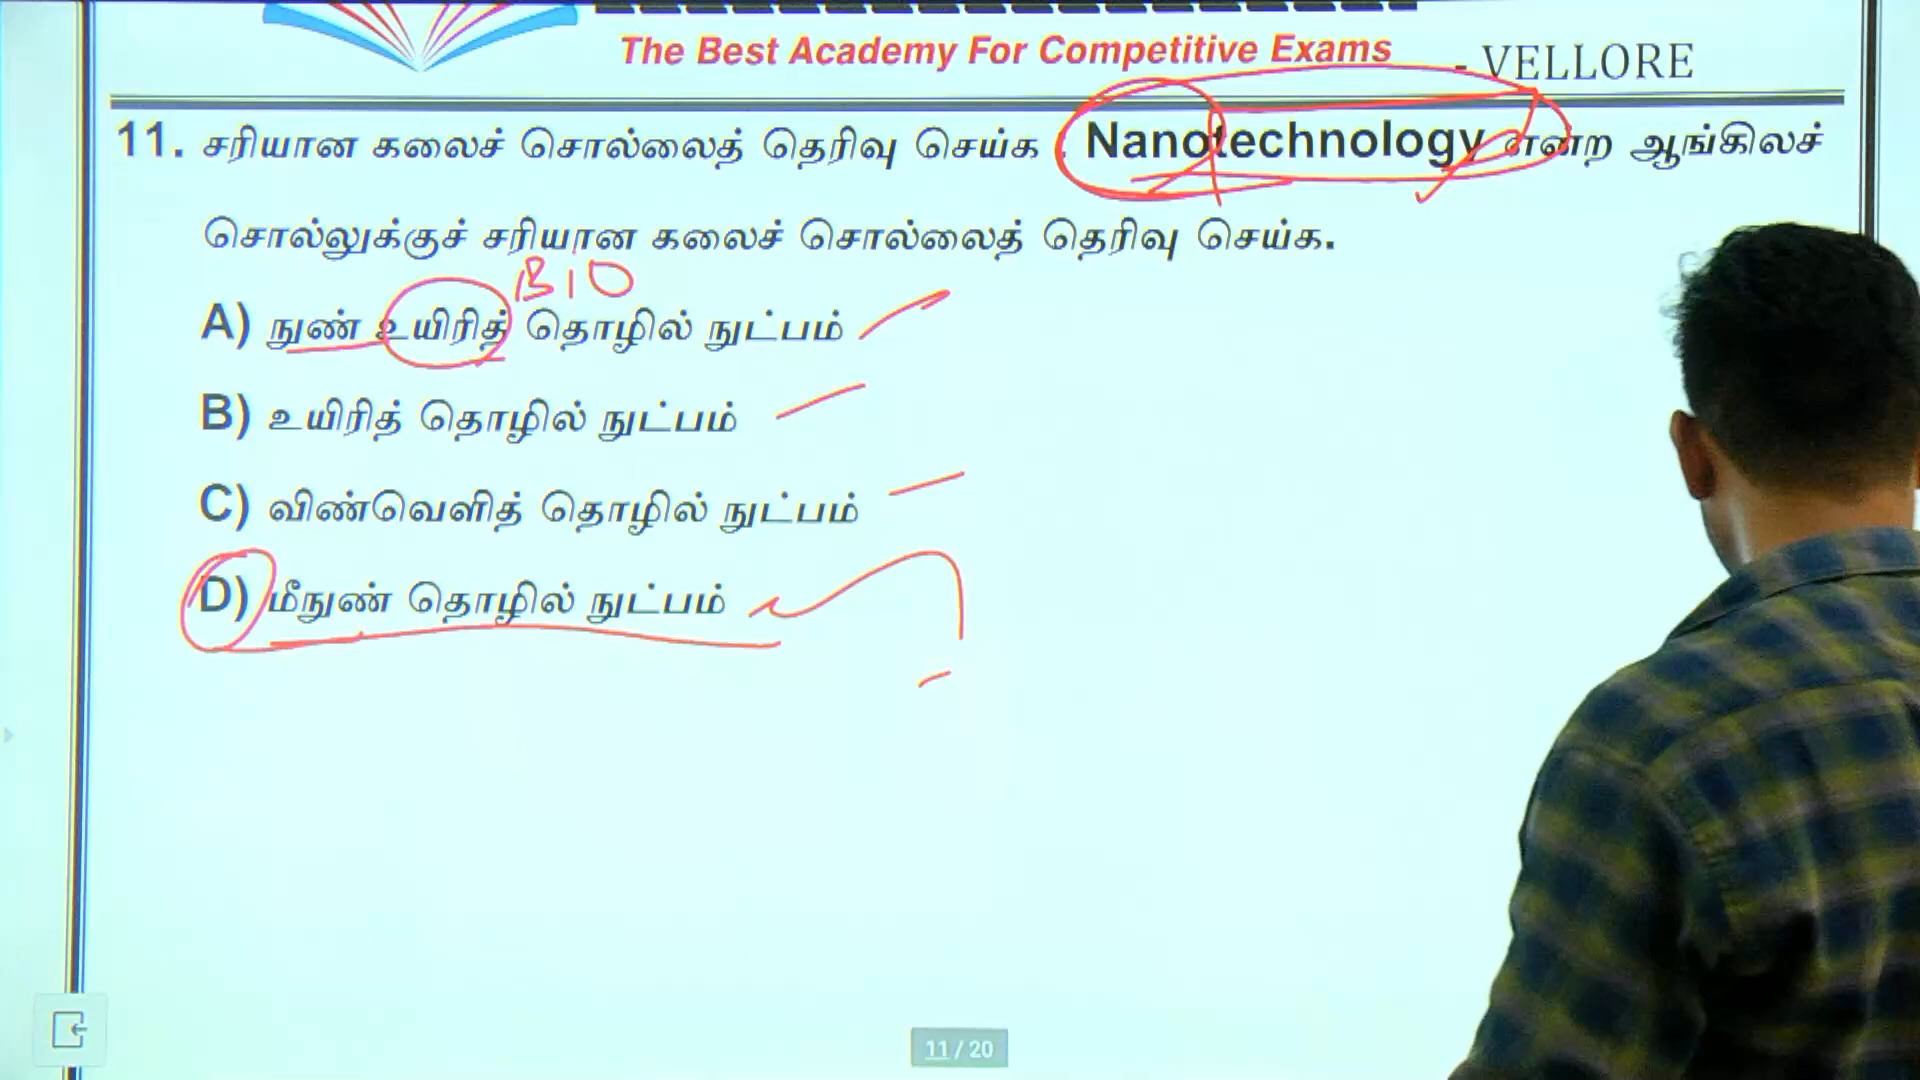 The Best Academy For Competitive Exams - VELLORE
11. சரியான கலைச் சொல்லைத் தெரிவு செய்க : Nanotechnology என்ற ஆங்கிலச்
சொல்லுக்குச் சரியான கலைச் சொல்லைத் தெரிவு செய்க.
BIO
A) நுண் உயிரித் தொழில் நுட்பம்
B) உயிரித் தொழில் நுட்பம்
C) விண்வெளித் தொழில் நுட்பம்
D) மீநுண் தொழில் நுட்பம்
11 / 20